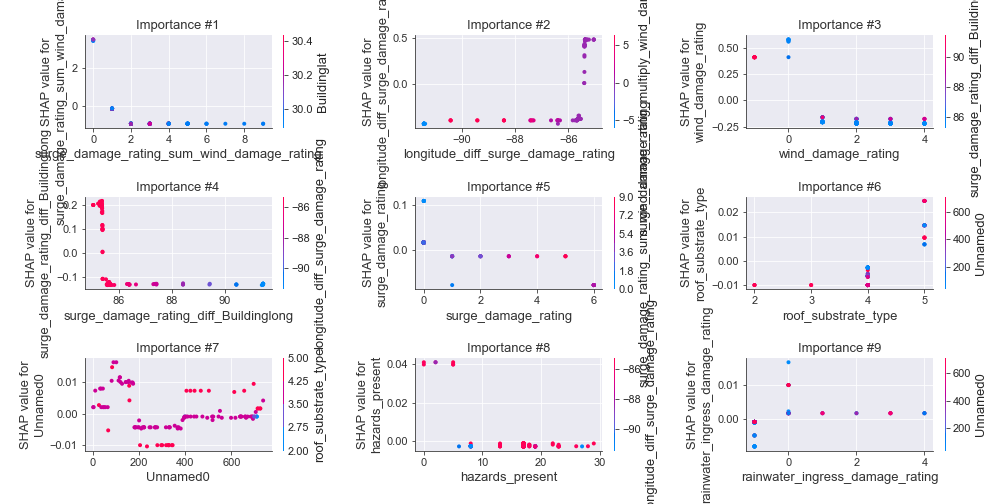 Importance #1
SHAP value for
surge_damage_rating_sum_wind_dam
2
0
0 2 4 6 8
surge_damage_rating_sum_wind_damage_rating
30.4
30.2
30.0
Buildinglat
Importance #2
SHAP value for
longitude_diff_surge_damage_ra
0.5
0.0
−90 −88 −86
longitude_diff_surge_damage_rating
5
0
−5
Importance #3
SHAP value for
wind_damage_rating
0.50
0.25
0.00
−0.25
0 2 4
wind_damage_rating
90
88
86
surge_damage_rating_diff_Building
Importance #4
SHAP value for
surge_damage_rating_diff_Buildinglong
0.2
0.1
0.0
−0.1
86 88 90
surge_damage_rating_diff_Buildinglong
−86
−88
−90
longitude_diff_surge_damage_rating
Importance #5
SHAP value for
surge_damage_rating
0.1
0.0
0 2 4 6
surge_damage_rating
9.0
7.2
5.4
3.6
1.8
0.0
surge_damage_rating_sum_wind_damage_rating
Importance #6
SHAP value for
roof_substrate_type
0.02
0.01
0.00
−0.01
2 3 4 5
roof_substrate_type
600
400
200
Unnamed0
Importance #7
SHAP value for
Unnamed0
0.01
0.00
−0.01
0 200 400 600
Unnamed0
5.00
4.25
3.50
2.75
2.00
roof_substrate_type
Importance #8
SHAP value for
hazards_present
0.04
0.02
0.00
0 10 20 30
hazards_present
−86
−88
−90
longitude_diff_surge_damage_rating
Importance #9
SHAP value for
rainwater_ingress_damage_rating
0.01
0.00
0 2 4
rainwater_ingress_damage_rating
600
400
200
Unnamed0